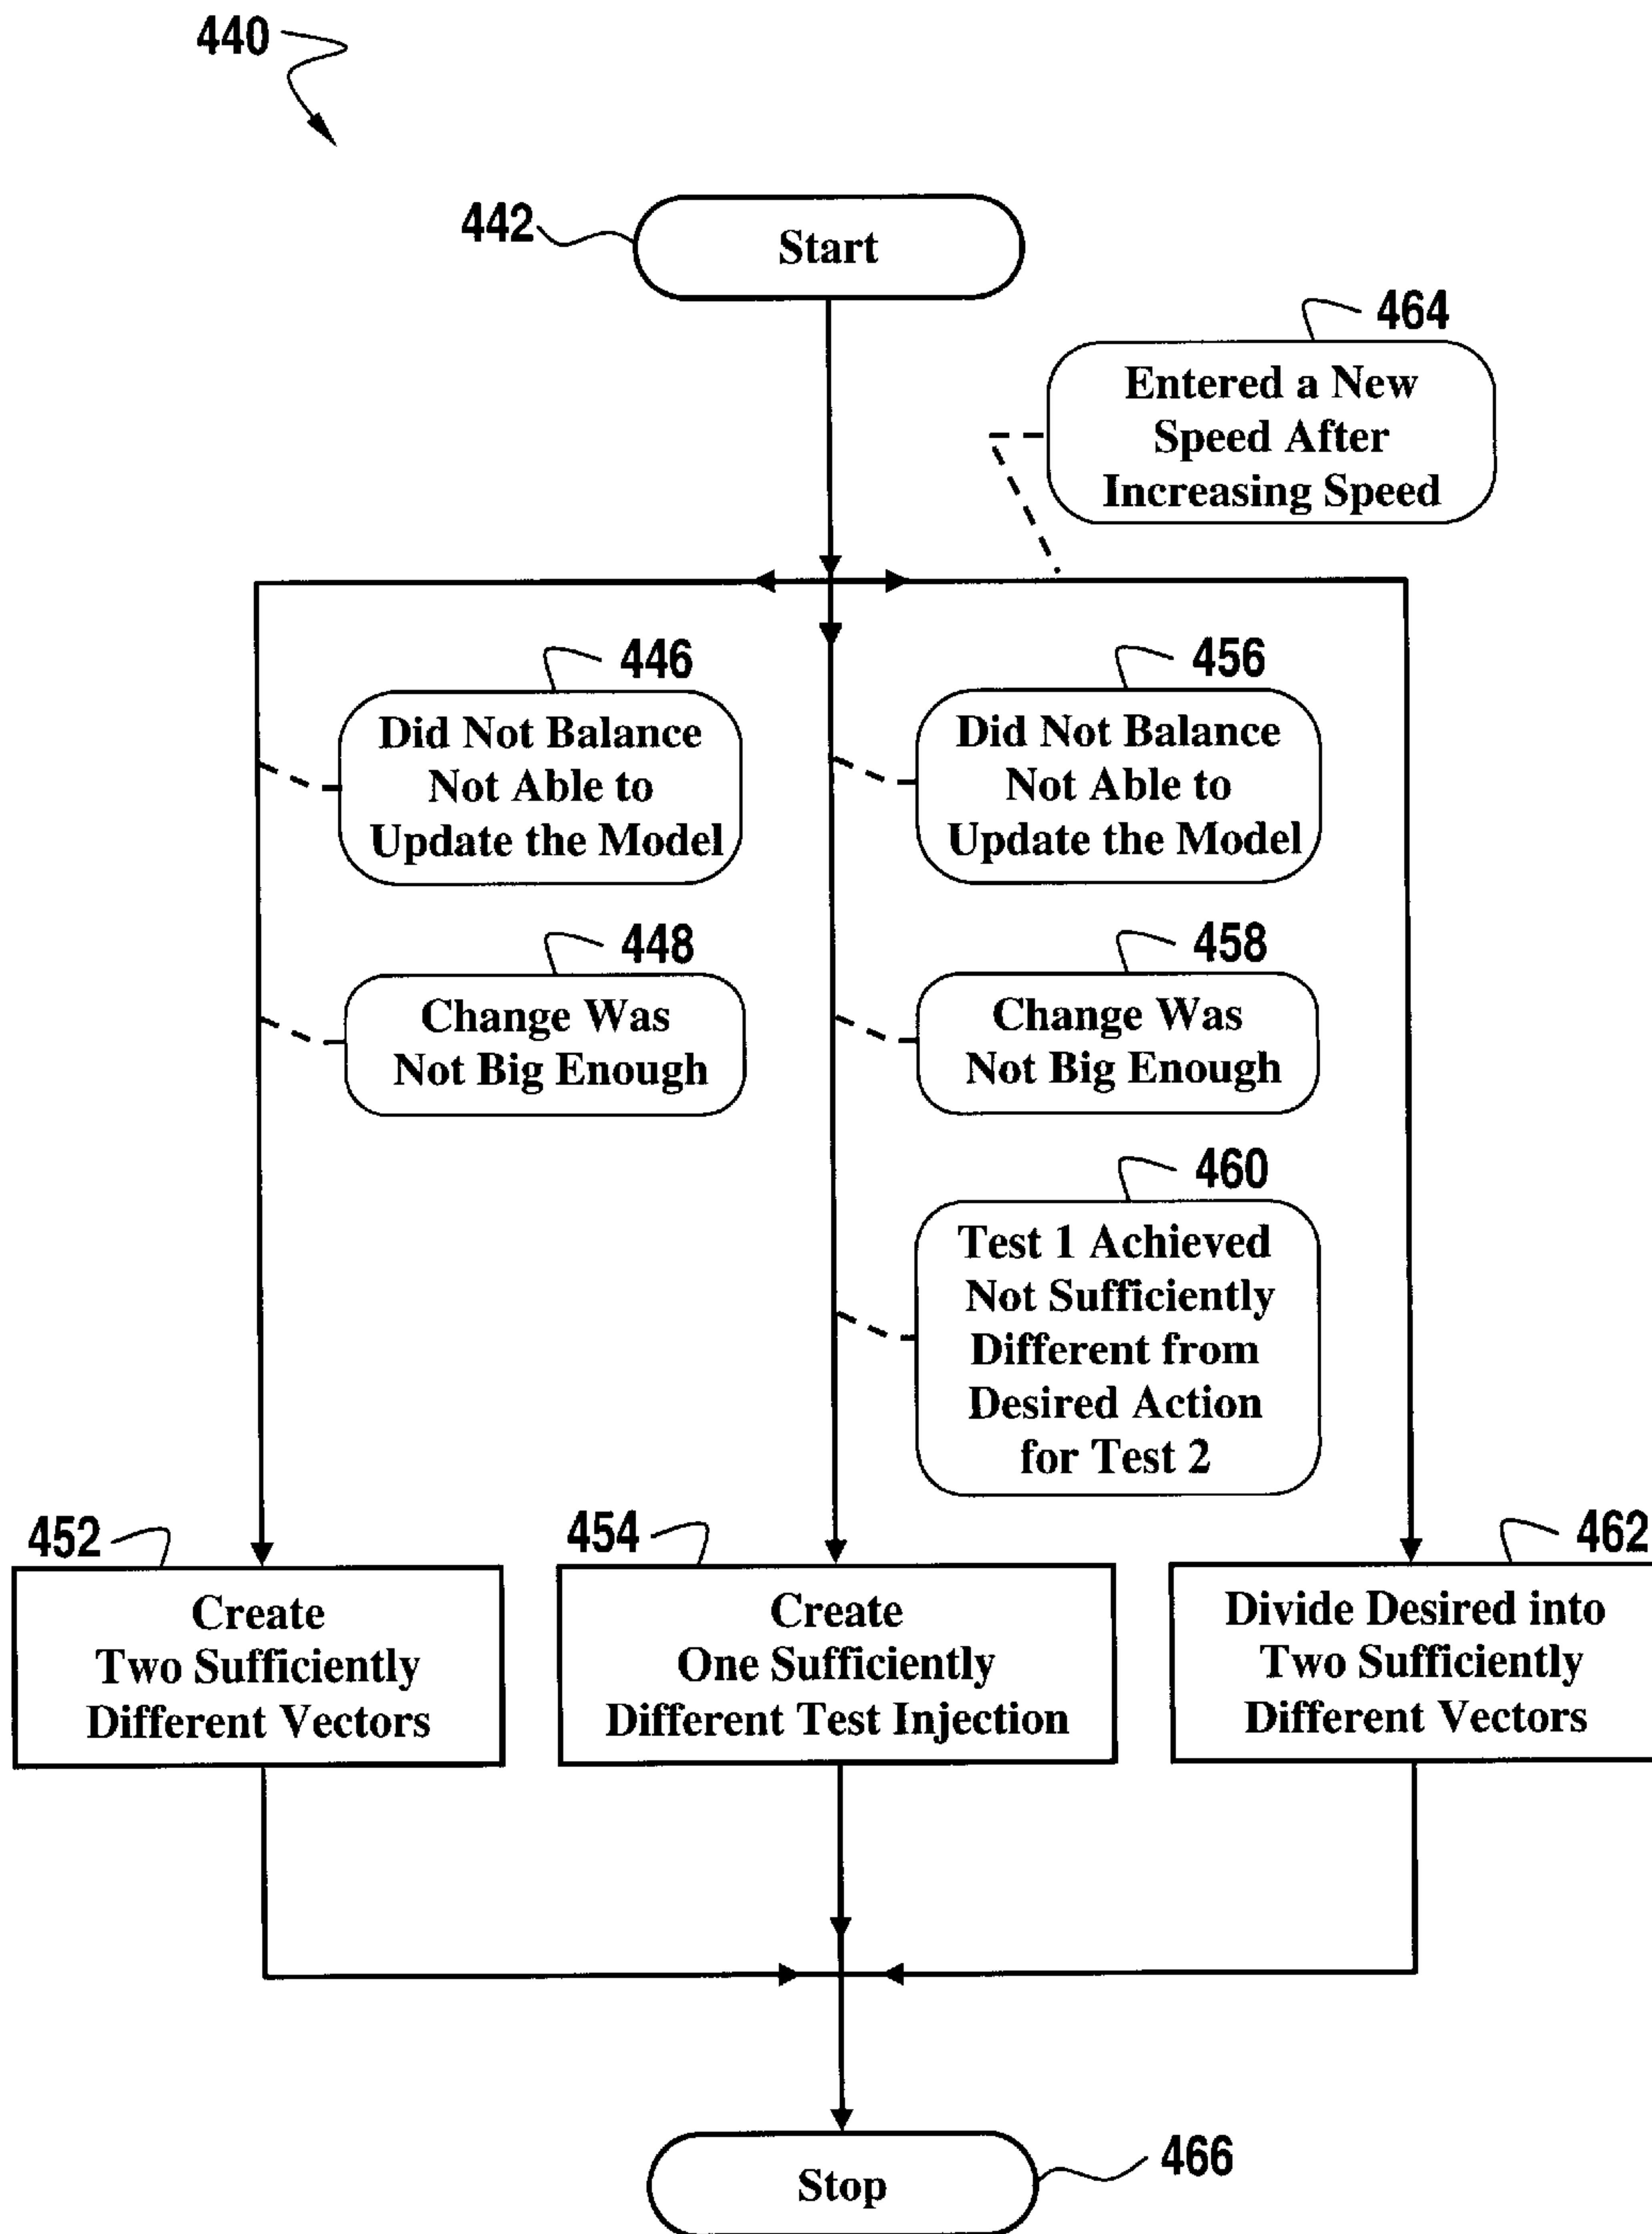 440
442
Start
464
Entered a New
Speed After
Increasing Speed
446
Did Not Balance
Not Able to
Update the Model
456
Did Not Balance
Not Able to
Update the Model
448
Change Was
Not Big Enough
458
Change Was
Not Big Enough
460
Test 1 Achieved
Not Sufficiently
Different from
Desired Action
for Test 2
452
Create
Two Sufficiently
Different Vectors
454
Create
One Sufficiently
Different Test Injection
462
Divide Desired into
Two Sufficiently
Different Vectors
Stop
466